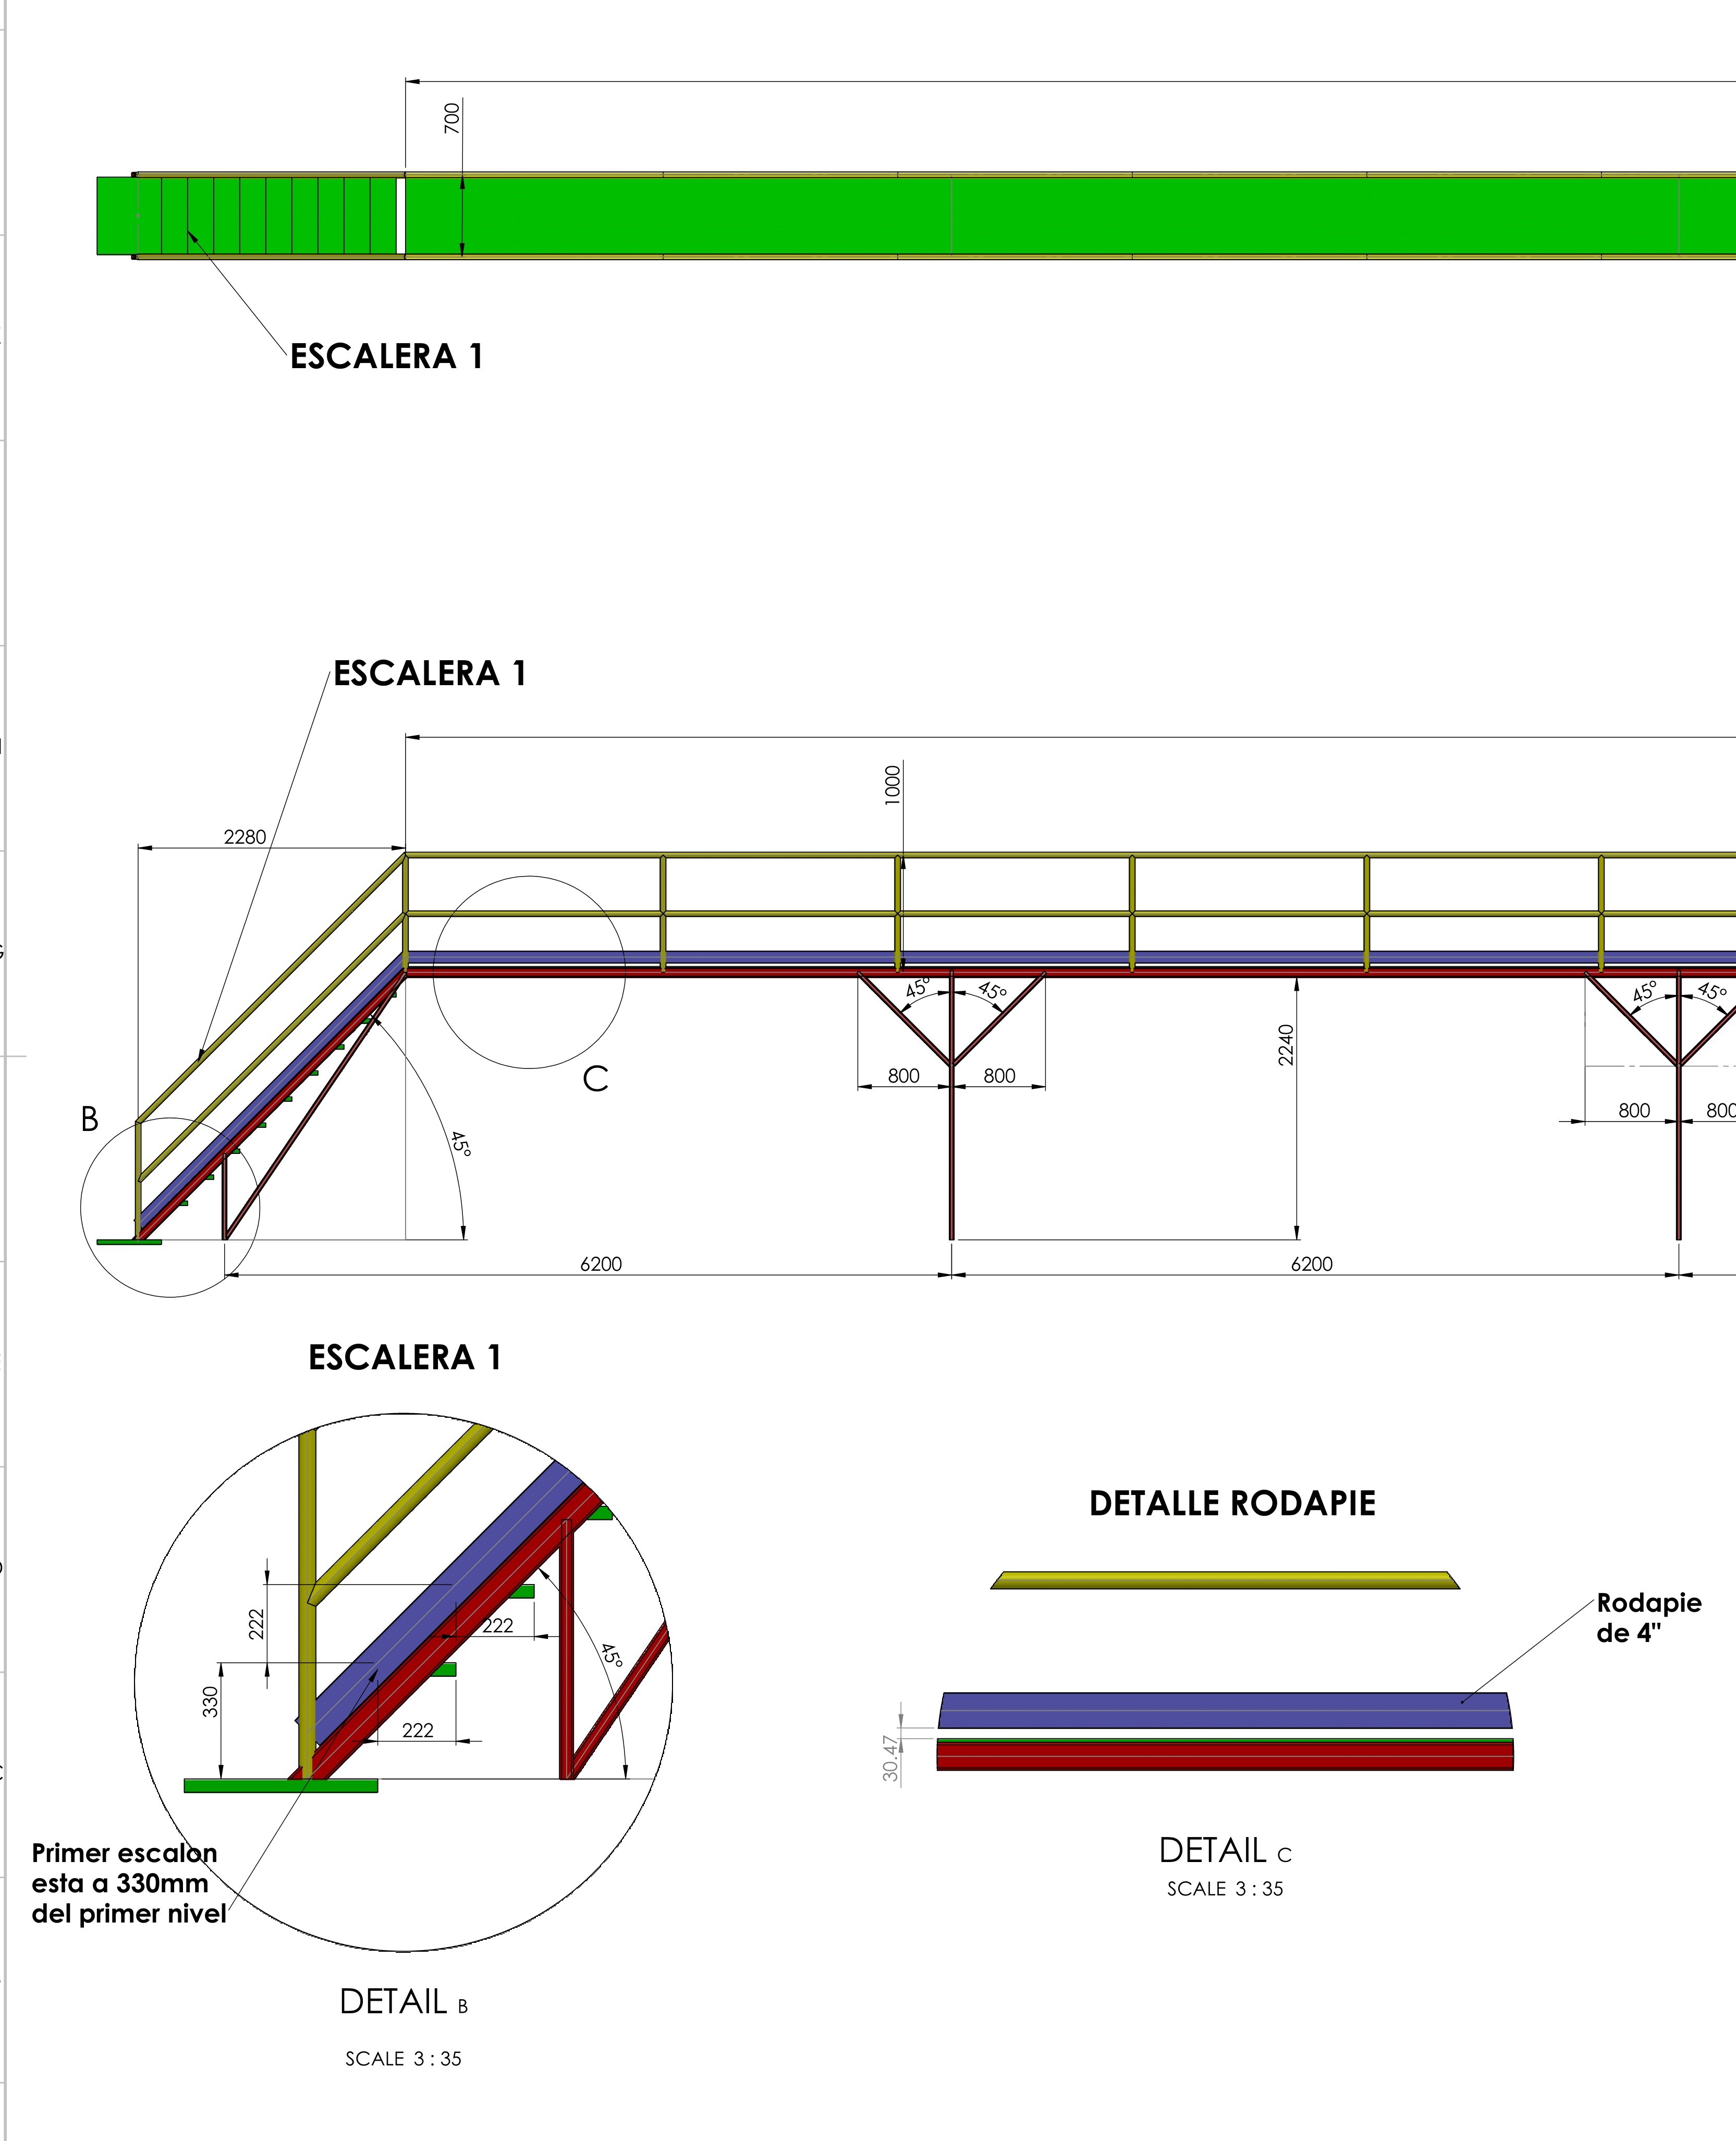 700
ESCALERA 1
ESCALERA 1
1000
2280
45°
45°
45°
45°
2240
C
800
800
B
800
800
45°
6200
6200
ESCALERA 1
DETALLE RODAPIE
Rodapie
de 4"
222
222
45°
330
222
30.47
Primer escalon
esta a 330mm
del primer nivel
DETAIL C
SCALE 3 : 35
DETAIL B
SCALE 3 : 35